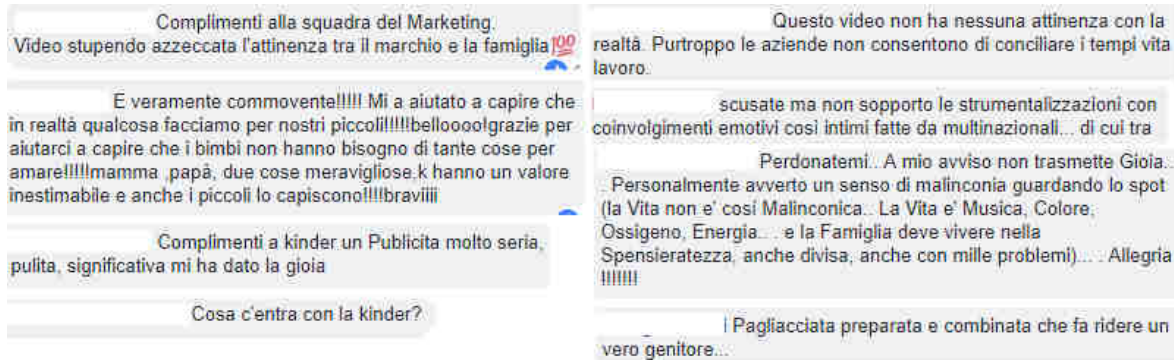 Complimenti alla squadra del Marketing.
Video stupendo azzeccata l'attinenza tra il marchio e la famiglia💯
E veramente commovente!!!!! Mi a aiutato a capire che
in realtà qualcosa facciamo per nostri piccoli!!!!!belloooo!grazie per
aiutarci a capire che i bimbi non hanno bisogno di tante cose per
amare!!!!!mamma ,papà, due cose meravigliose,k hanno un valore
inestimabile e anche i piccoli lo capiscono!!!!braviiii
Complimenti a kinder un Publicita molto seria,
pulita, significativa mi ha dato la gioia
Cosa c'entra con la kinder?
Questo video non ha nessuna attinenza con la
realtà. Purtroppo le aziende non consentono di conciliare i tempi vita
lavoro.
scusate ma non sopporto le strumentalizzazioni con
coinvolgimenti emotivi cosi intimi fatte da multinazionali... di cui tra
Perdonatemi.. A mio avviso non trasmette Gioia..
. Personalmente avverto un senso di malinconia guardando lo spot
(la Vita non e' cosi Malinconica.. La Vita e' Musica, Colore,
Ossigeno, Energia.. . e la Famiglia deve vivere nella
Spensieratezza, anche divisa, anche con mille problemi)... . Allegria
!!!!!!!
Pagliacciata preparata e combinata che fa ridere un
vero genitore...